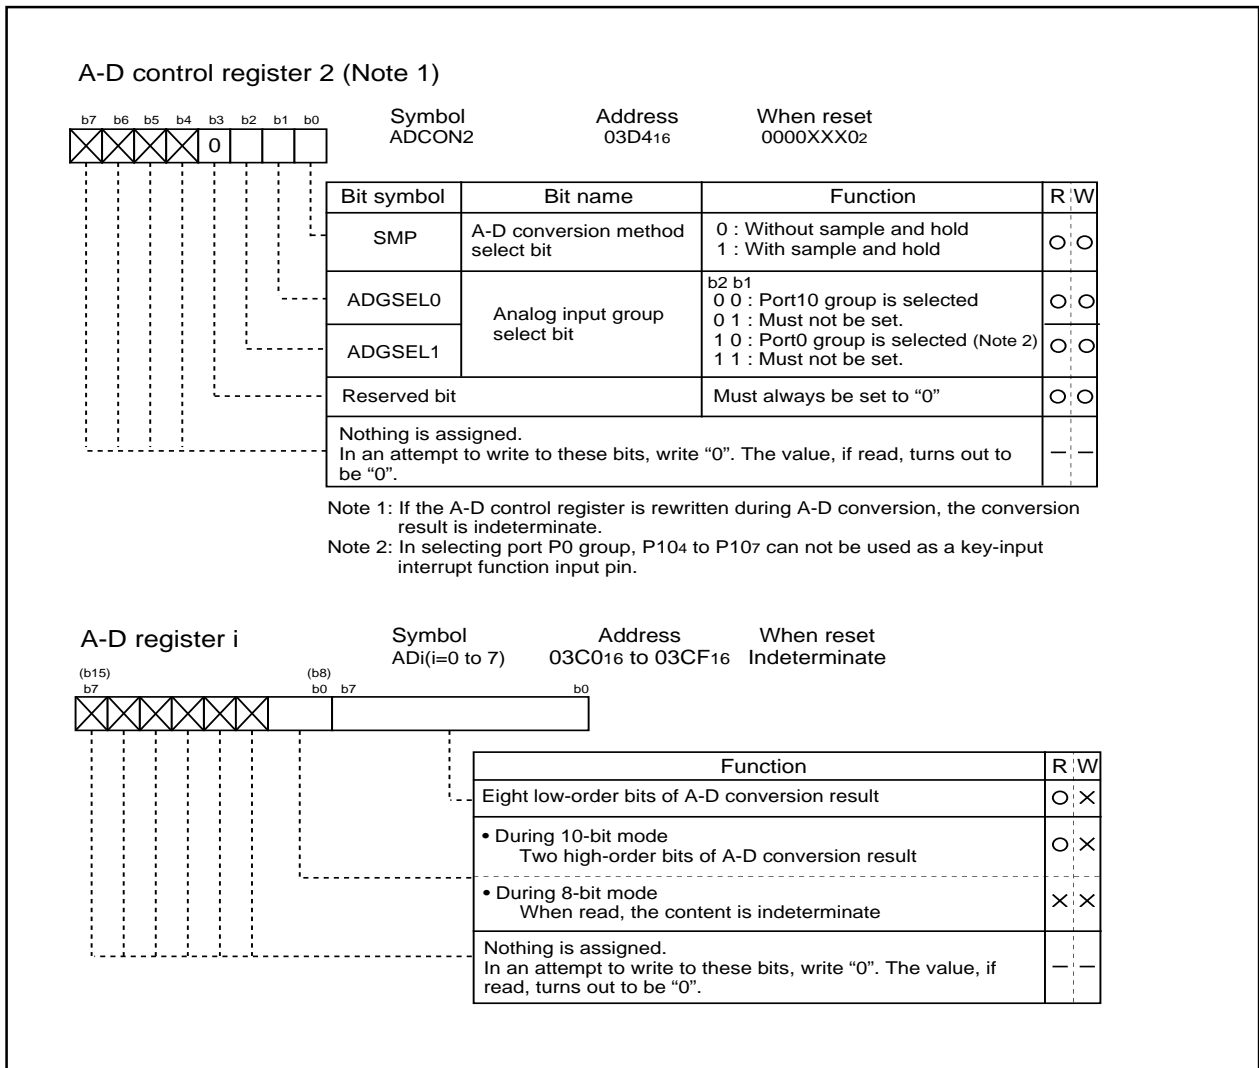 A-D control register 2 (Note 1)
b7 b6 b5 b4 b3 b2 b1 b0
0
Symbol Address When reset
ADCON2 03D416 0000XXX02
Bit symbol Bit name Function R W
SMP
A-D conversion method
select bit
0 : Without sample and hold
1 : With sample and hold
ADGSEL0
ADGSEL1
Analog input group
select bit
b2 b1
0 0 : Port10 group is selected
0 1 : Must not be set.
1 0 : Port0 group is selected (Note 2)
1 1 : Must not be set.
Reserved bit Must always be set to “0”
Nothing is assigned.
In an attempt to write to these bits, write “0”. The value, if read, turns out to
be “0”.
Note 1: If the A-D control register is rewritten during A-D conversion, the conversion
result is indeterminate.
Note 2: In selecting port P0 group, P104 to P107 can not be used as a key-input
interrupt function input pin.
A-D register i
Symbol Address When reset
ADi(i=0 to 7) 03C016 to 03CF16 Indeterminate
(b15) (b8)
b7 b0 b7 b0
Function R W
Eight low-order bits of A-D conversion result
• During 10-bit mode
Two high-order bits of A-D conversion result
• During 8-bit mode
When read, the content is indeterminate
Nothing is assigned.
In an attempt to write to these bits, write “0”. The value, if
read, turns out to be “0”.